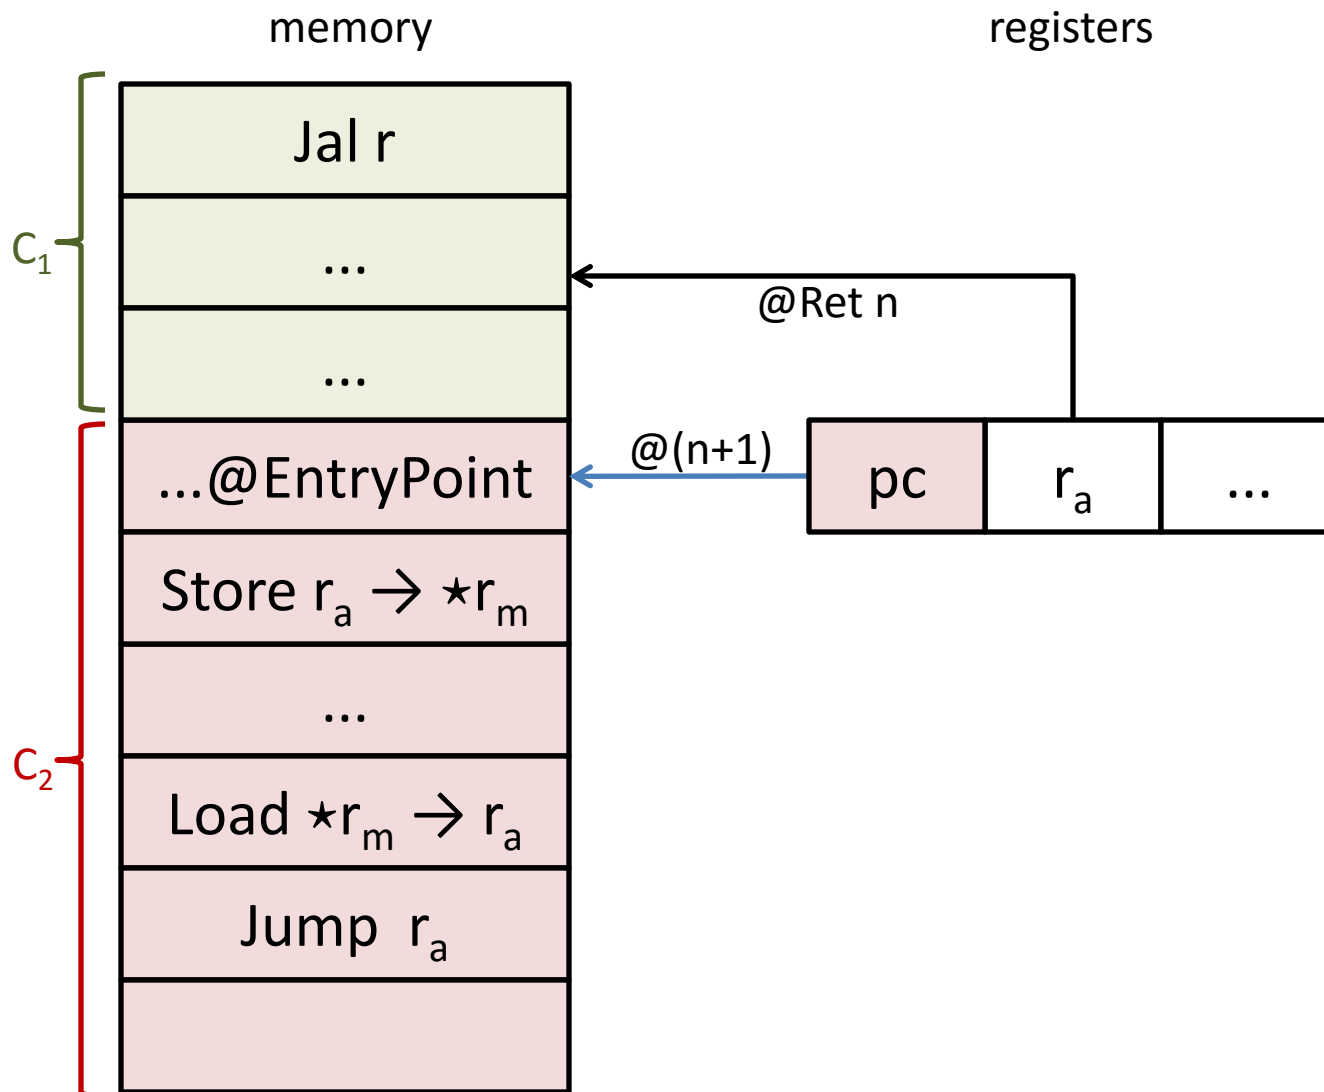 memory
registers
Jal r
C₁
...
@Ret n
...
...@EntryPoint
@(n+1)
pc
rₐ
...
Store rₐ → ⋆rₘ
...
C₂
Load ⋆rₘ → rₐ
Jump rₐ